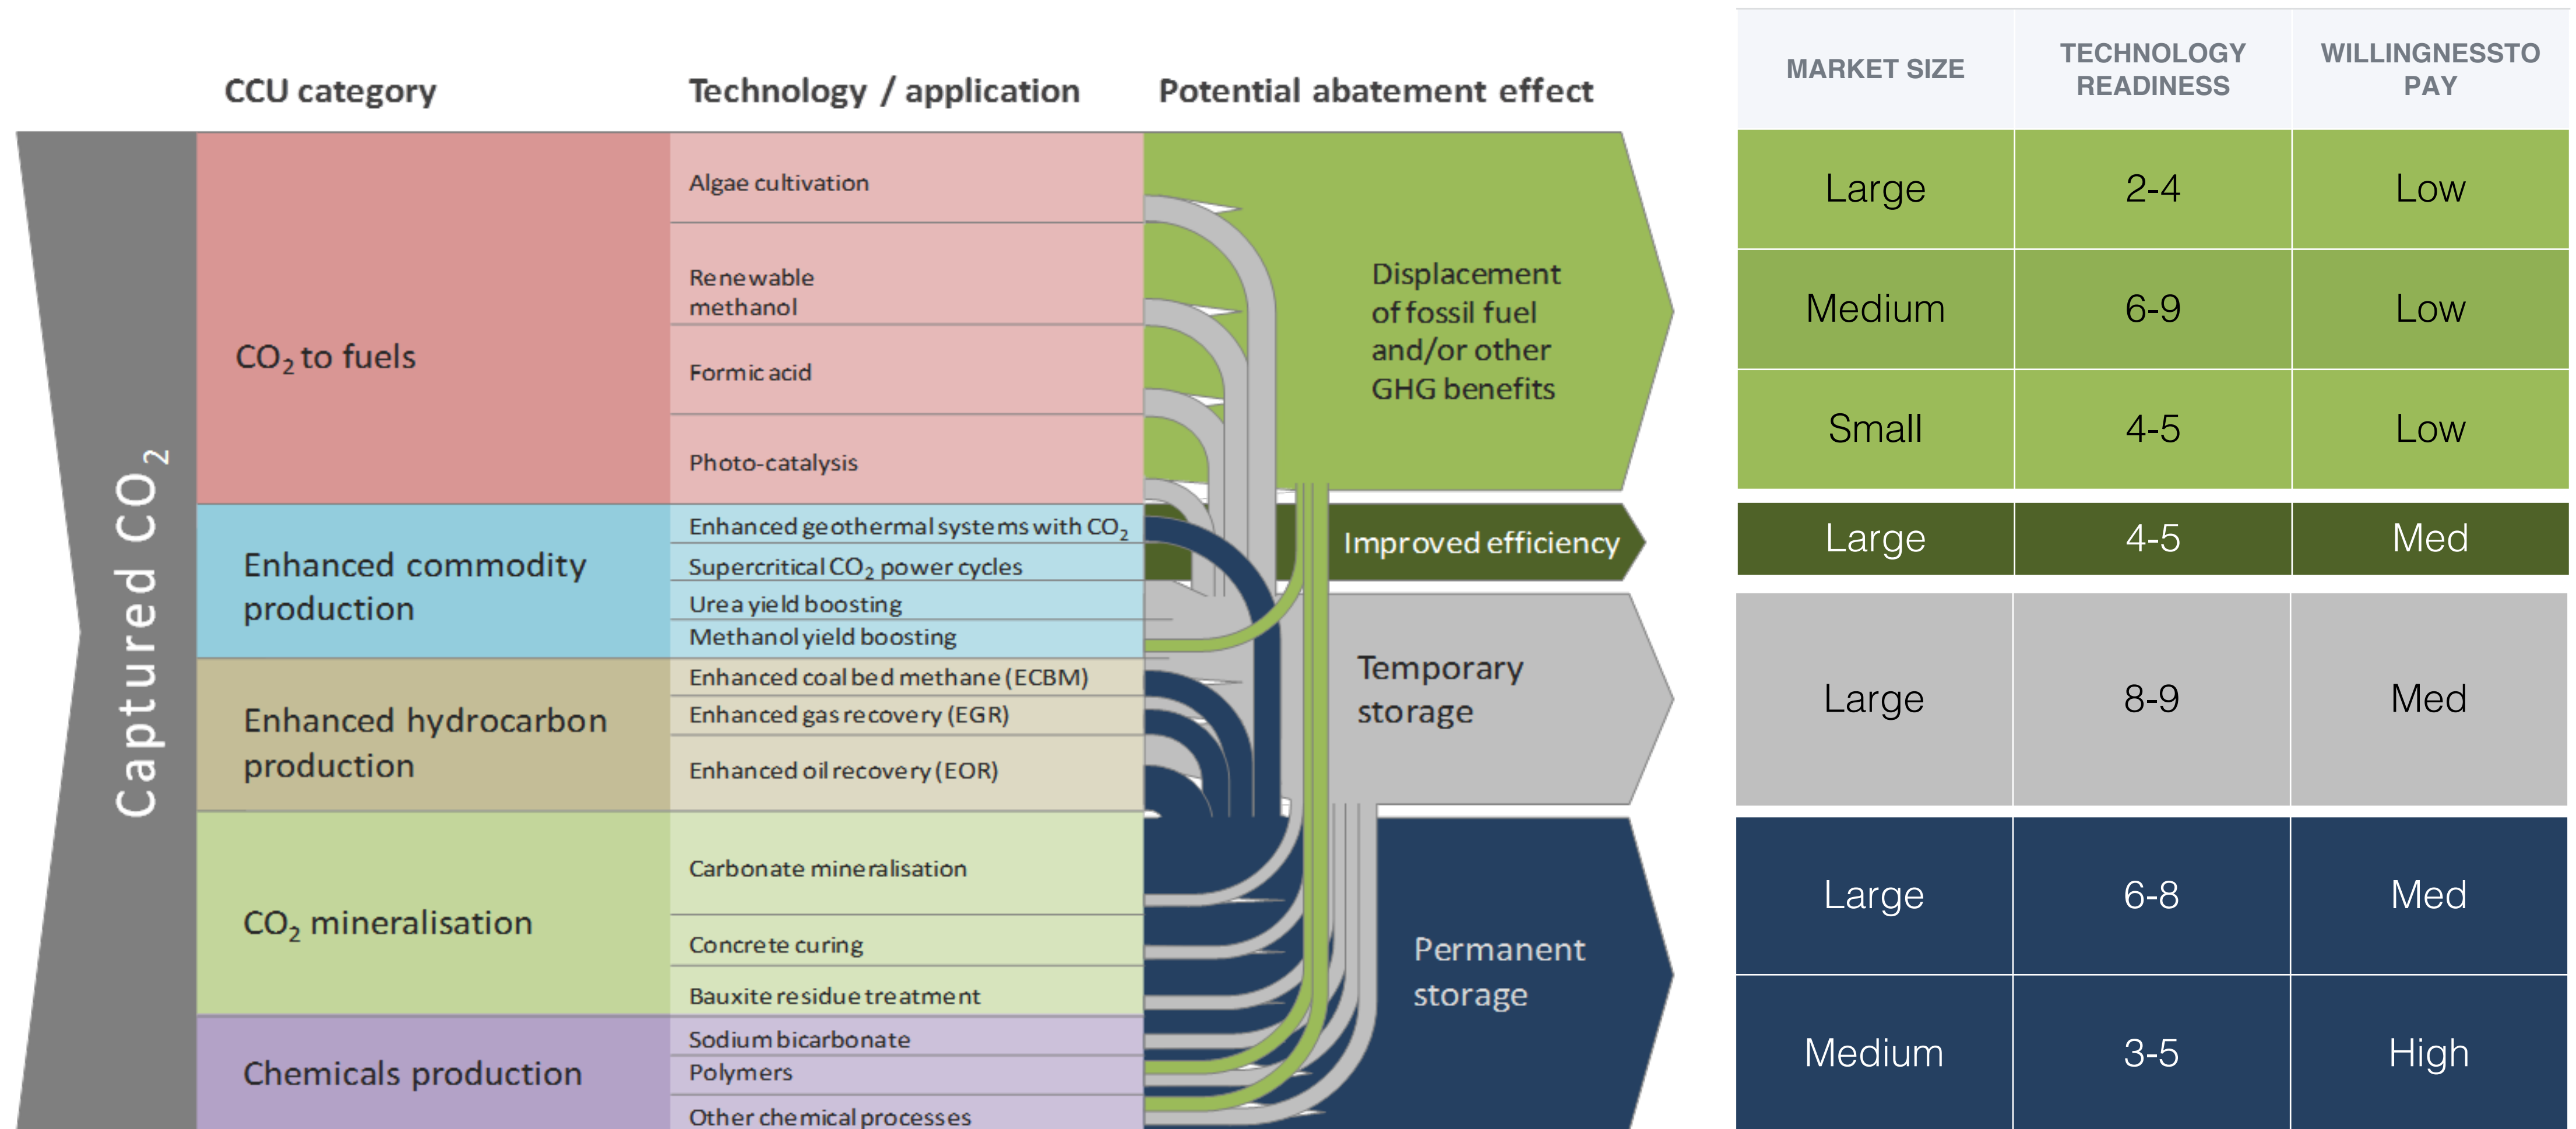 CCU category
Technology / application
Potential abatement effect
MARKET SIZE
TECHNOLOGY
READINESS
WILLINGNESSTO
PAY
Captured CO₂
CO₂ to fuels
Algae cultivation
Renewable
methanol
Formic acid
Photo-catalysis
Enhanced commodity
production
Enhanced geothermal systems with CO₂
Supercritical CO₂ power cycles
Urea yield boosting
Methanol yield boosting
Enhanced hydrocarbon
production
Enhanced coal bed methane (ECBM)
Enhanced gas recovery (EGR)
Enhanced oil recovery (EOR)
CO₂ mineralisation
Carbonate mineralisation
Concrete curing
Bauxite residue treatment
Chemicals production
Sodium bicarbonate
Polymers
Other chemical processes
Displacement
of fossil fuel
and/or other
GHG benefits
Improved efficiency
Temporary
storage
Permanent
storage
Large 2-4 Low
Medium 6-9 Low
Small 4-5 Low
Large 4-5 Med
Large 8-9 Med
Large 6-8 Med
Medium 3-5 High